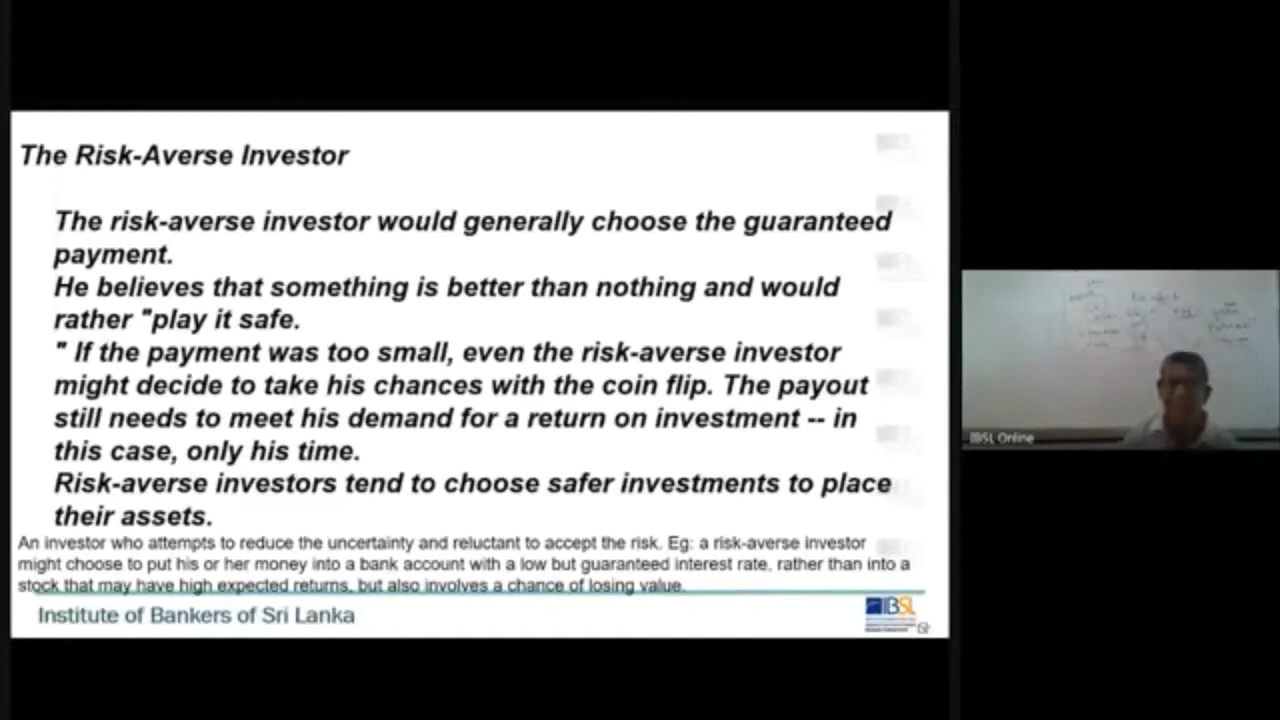 The Risk-Averse Investor
The risk-averse investor would generally choose the guaranteed
payment.
He believes that something is better than nothing and would
rather "play it safe.
" If the payment was too small, even the risk-averse investor
might decide to take his chances with the coin flip. The payout
still needs to meet his demand for a return on investment -- in
this case, only his time.
Risk-averse investors tend to choose safer investments to place
their assets.
An investor who attempts to reduce the uncertainty and reluctant to accept the risk. Eg: a risk-averse investor
might choose to put his or her money into a bank account with a low but guaranteed interest rate, rather than into a
stock that may have high expected returns, but also involves a chance of losing value.
Institute of Bankers of Sri Lanka
IBSL
IBSL Online